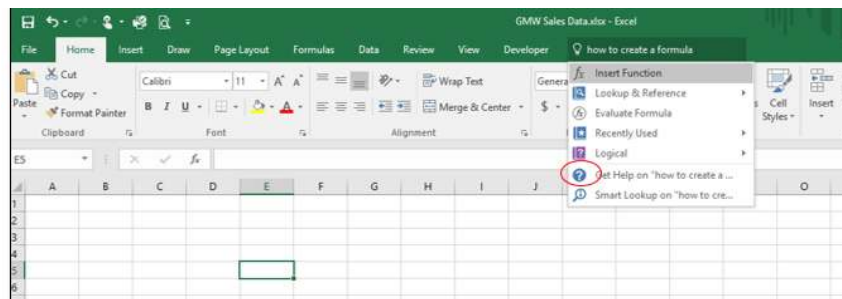 GMW Sales Data.xlsx - Excel
File Home Insert Draw Page Layout Formulas Data Review View Developer how to create a formula
Cut
Copy
Format Painter
Paste
Clipboard
Calibri 11 A A
B I U A
Font
Wrap Text
Merge & Center
Alignment
Genera
$
Insert Function
Lookup & Reference
Evaluate Formula
Recently Used
Logical
Get Help on "how to create a ...
Smart Lookup on "how to cre...
Cell
Styles
Insert
E5 fx
A B C D E F G H I J O
1
2
3
4
5
6